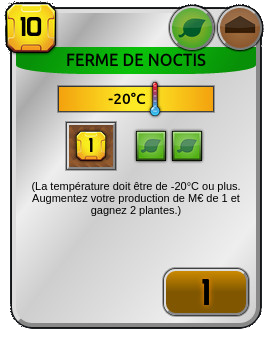 10
FERME DE NOCTIS
-20°C
1
(La température doit être de -20°C ou plus.
Augmentez votre production de M€ de 1 et
gagnez 2 plantes.)
1